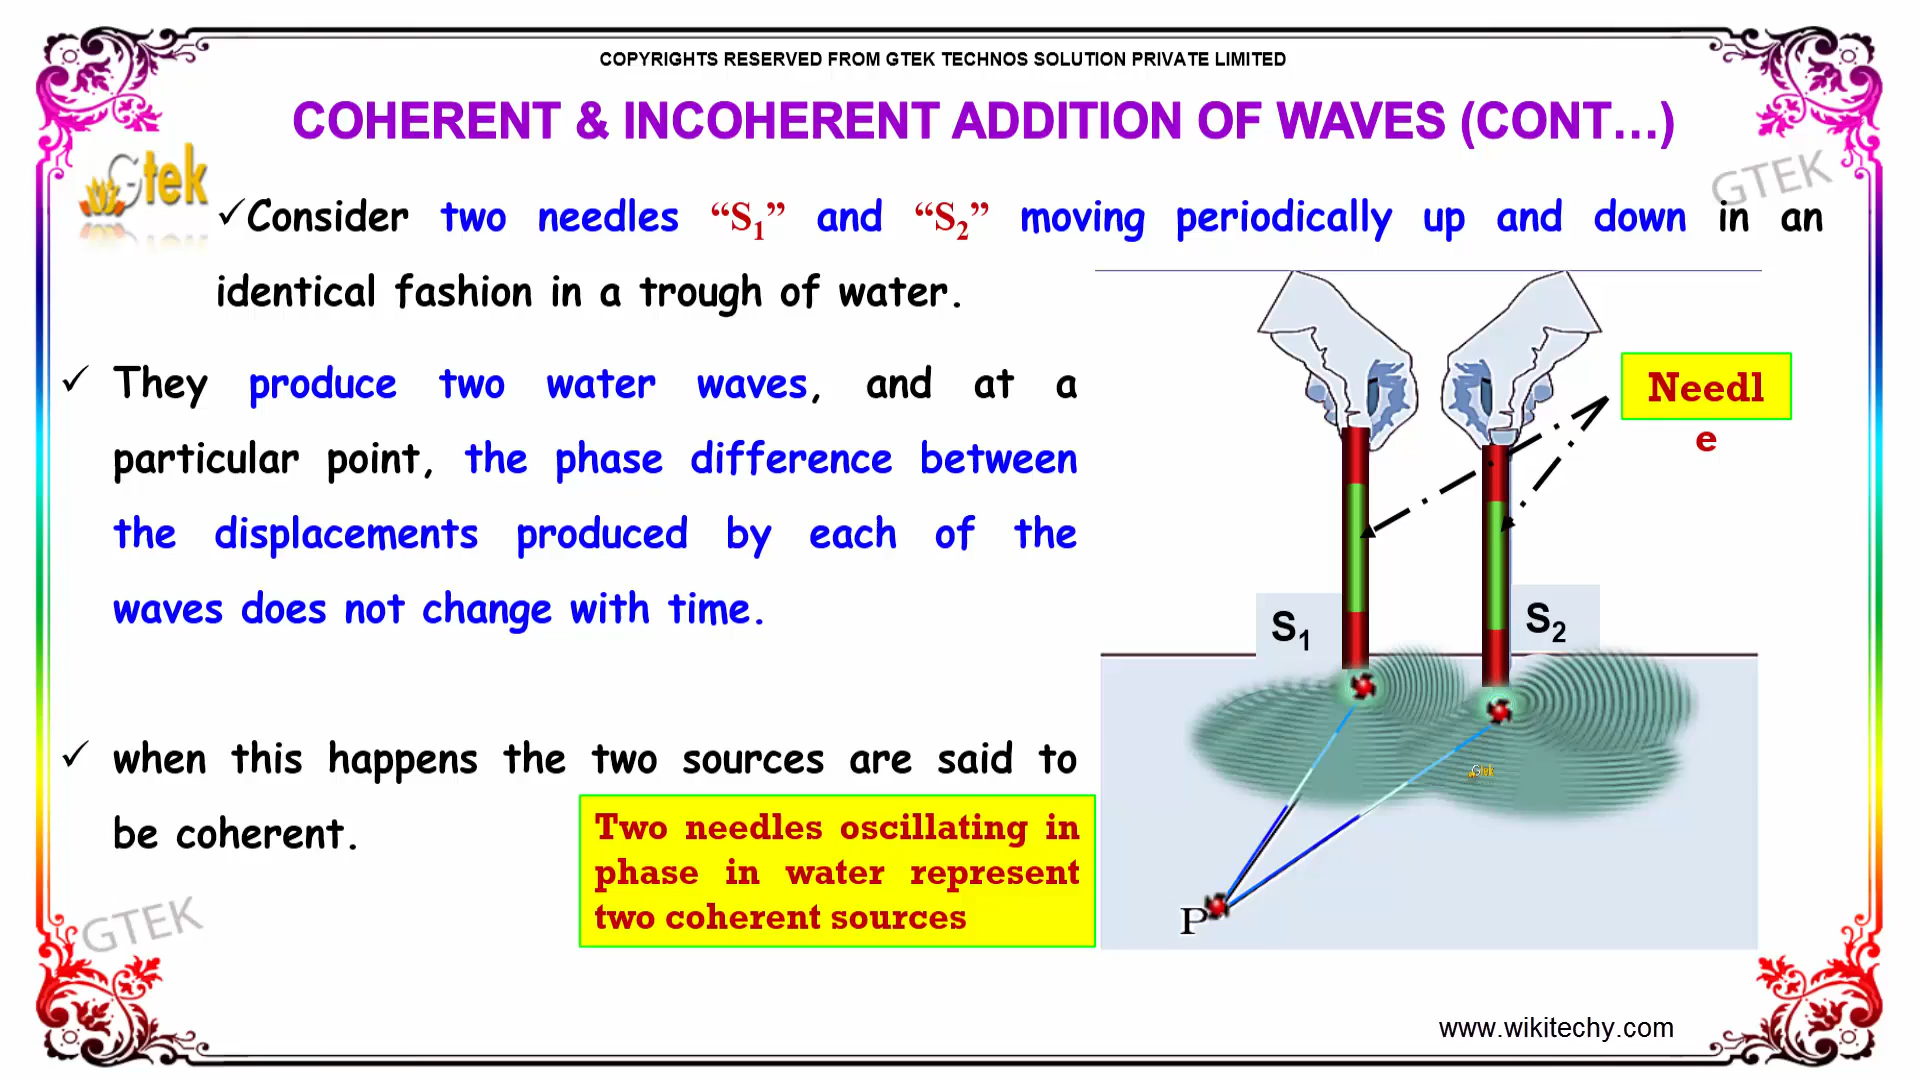 COPYRIGHTS RESERVED FROM GTEK TECHNOS SOLUTION PRIVATE LIMITED
COHERENT & INCOHERENT ADDITION OF WAVES (CONT...)
Gtek
GTEK
✓Consider two needles “S1” and “S2” moving periodically up and down in an
identical fashion in a trough of water.
✓ They produce two water waves, and at a
particular point, the phase difference between
the displacements produced by each of the
waves does not change with time.
✓ when this happens the two sources are said to
be coherent.
Two needles oscillating in
phase in water represent
two coherent sources
Needl
e
S1
S2
Gtek
P
GTEK
www.wikitechy.com